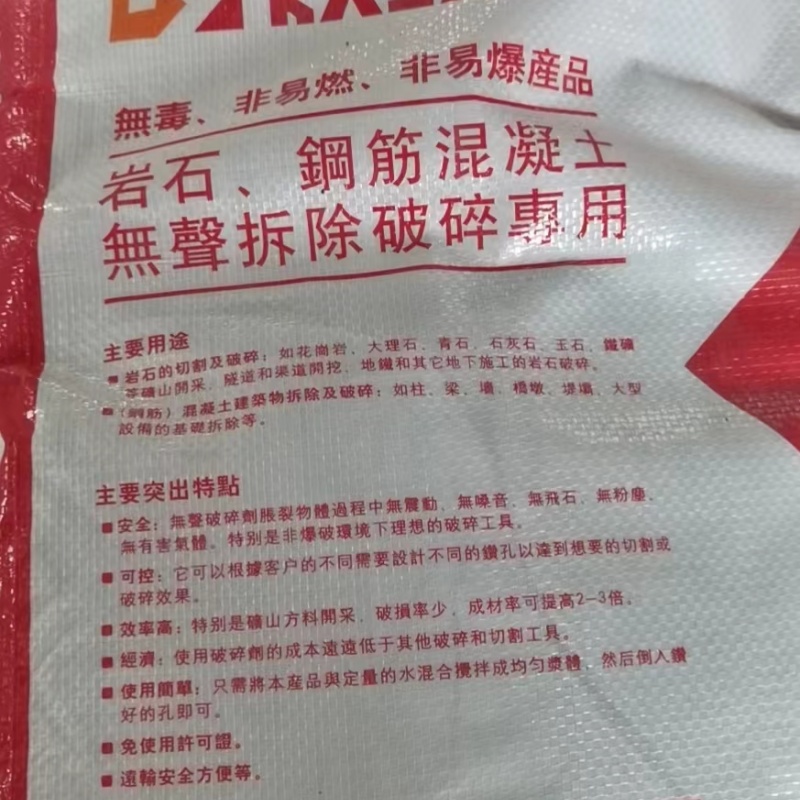 無毒、非易燃、非易爆産品
岩石、鋼筋混凝土
無聲拆除破碎專用
主要用途
■ 岩石的切割及破碎：如花崗岩、大理石、青石、石灰石、玉石、鐵礦
等礦山開采、隧道和渠道開挖、地鐵和其它地下施工的岩石破碎。
■（鋼筋）混凝土建築物拆除及破碎：如柱、梁、墻、橋墩、堤壩、大型
設備的基礎拆除等。
主要突出特點
■ 安全：無聲破碎劑脹裂物體過程中無震動、無噪音、無飛石、無粉塵、
無有害氣體。特别是非爆破環境下理想的破碎工具。
■ 可控：它可以根據客户的不同需要設計不同的鑽孔以達到想要的切割或
破碎效果。
■ 效率高：特别是礦山方料開采，破損率少，成材率可提高2-3倍。
■ 經濟：使用破碎劑的成本遠遠低于其他破碎和切割工具。
■ 使用簡單：只需將本産品與定量的水混合攪拌成均勻漿體，然后倒入鑽
好的孔即可。
■ 免使用許可證。
■ 遠輸安全方便等。